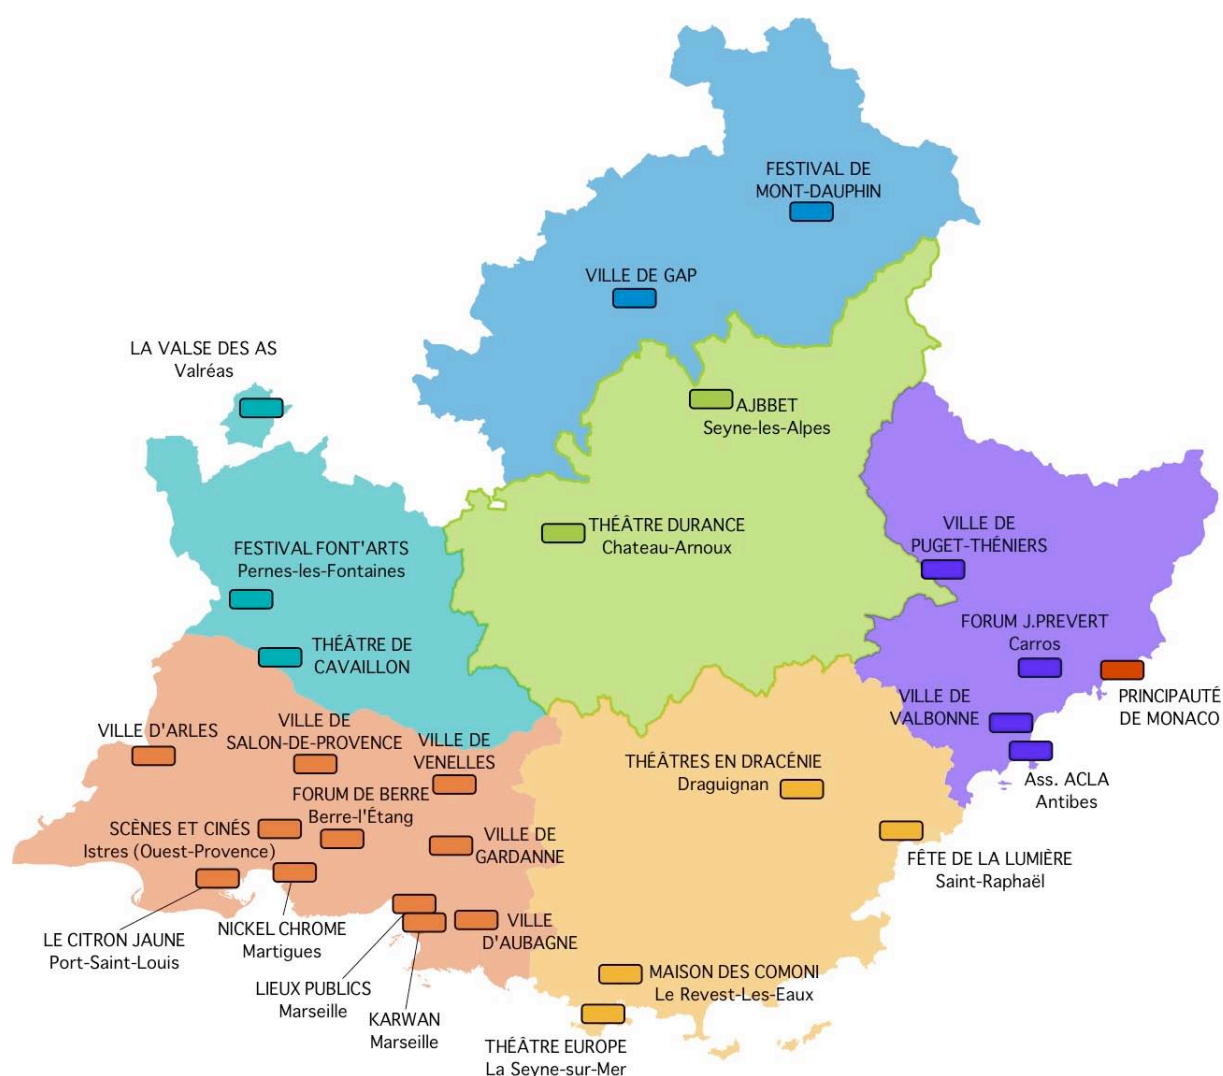 FESTIVAL DE
MONT-DAUPHIN
VILLE DE GAP
LA VALSE DES AS
Valréas
AJBBET
Seyne-les-Alpes
THÉÂTRE DURANCE
Chateau-Arnoux
FESTIVAL FONT'ARTS
Pernes-les-Fontaines
THÉÂTRE DE
CAVAILLON
VILLE DE
PUGET-THÉNIERS
FORUM J.PREVERT
Carros
PRINCIPAUTÉ
DE MONACO
VILLE DE
VALBONNE
Ass. ACLA
Antibes
VILLE D'ARLES
VILLE DE
SALON-DE-PROVENCE
VILLE DE
VENELLES
FORUM DE BERRE
Berre-l'Étang
SCÈNES ET CINÉS
Istres (Ouest-Provence)
VILLE DE
GARDANNE
THÉÂTRES EN DRACÉNIE
Draguignan
FÊTE DE LA LUMIÈRE
Saint-Raphaël
LE CITRON JAUNE
Port-Saint-Louis
NICKEL CHROME
Martigues
LIEUX PUBLICS
Marseille
KARWAN
Marseille
VILLE
D'AUBAGNE
MAISON DES COMONI
Le Revest-Les-Eaux
THÉÂTRE EUROPE
La Seyne-sur-Mer